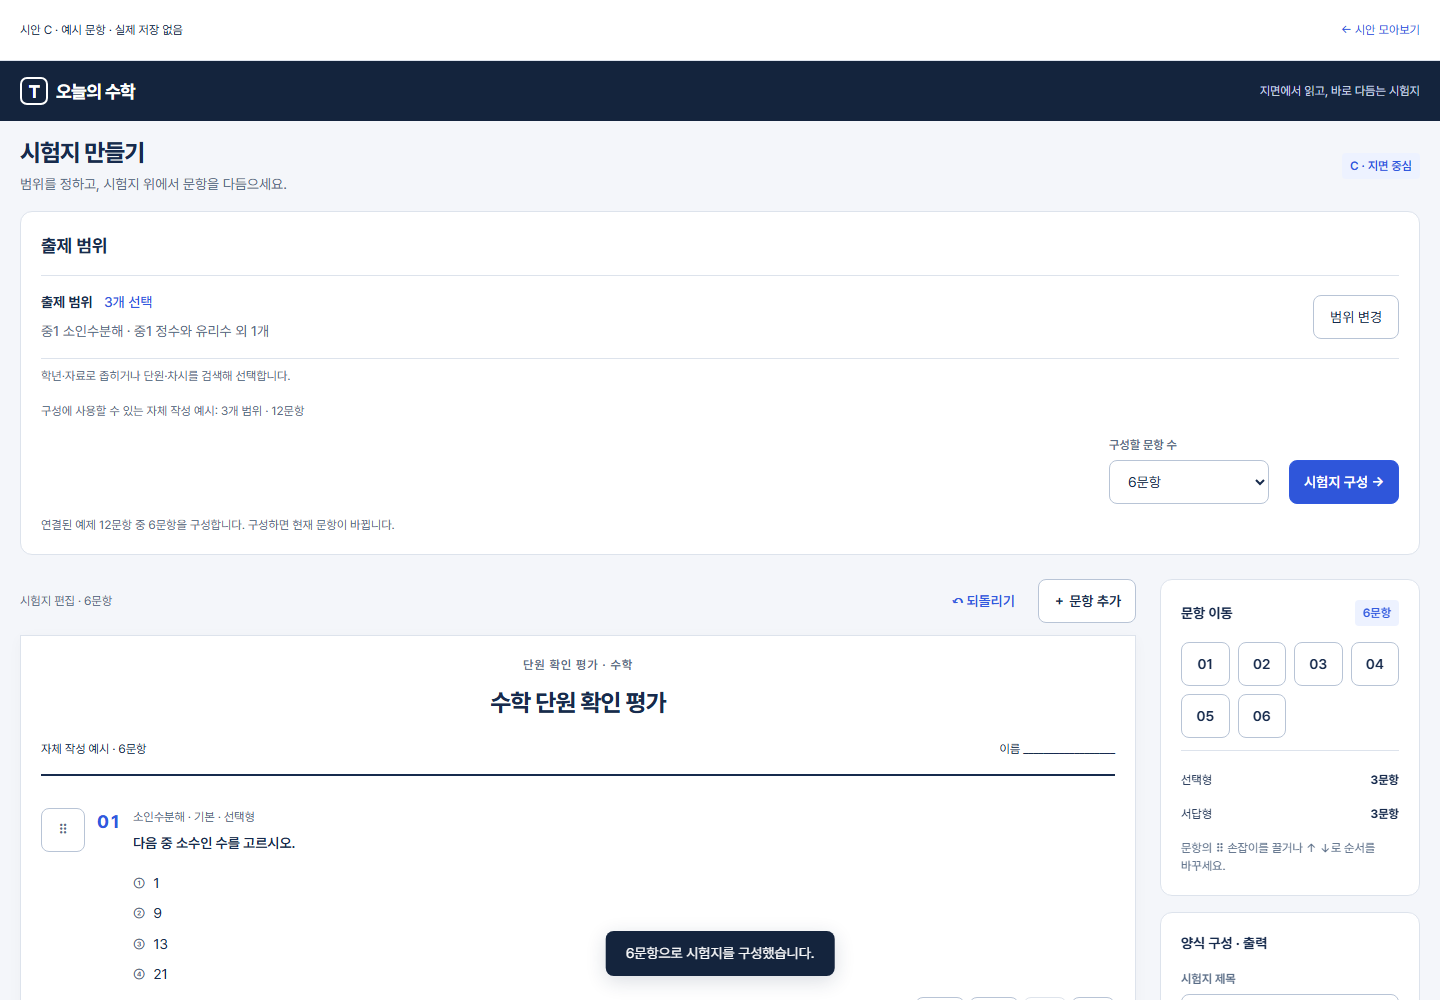 시안 C · 예시 문항 · 실제 저장 없음
← 시안 모아보기
T 오늘의 수학
지면에서 읽고, 바로 다듬는 시험지
시험지 만들기
범위를 정하고, 시험지 위에서 문항을 다듬으세요.
C · 지면 중심
출제 범위
출제 범위 3개 선택
중1 소인수분해 · 중1 정수와 유리수 외 1개
범위 변경
학년·자료로 좁히거나 단원·차시를 검색해 선택합니다.
구성에 사용할 수 있는 자체 작성 예시: 3개 범위 · 12문항
구성할 문항 수
6문항
시험지 구성 →
연결된 예제 12문항 중 6문항을 구성합니다. 구성하면 현재 문항이 바뀝니다.
시험지 편집 · 6문항
↶ 되돌리기
+ 문항 추가
단원 확인 평가 · 수학
수학 단원 확인 평가
자체 작성 예시 · 6문항
이름 ________________
01
소인수분해 · 기본 · 선택형
다음 중 소수인 수를 고르시오.
① 1
② 9
③ 13
④ 21
6문항으로 시험지를 구성했습니다.
문항 이동
6문항
01 02 03 04
05 06
선택형 3문항
서답형 3문항
문항의 ⠿ 손잡이를 끌거나 ↑ ↓로 순서를
바꾸세요.
양식 구성 · 출력
시험지 제목